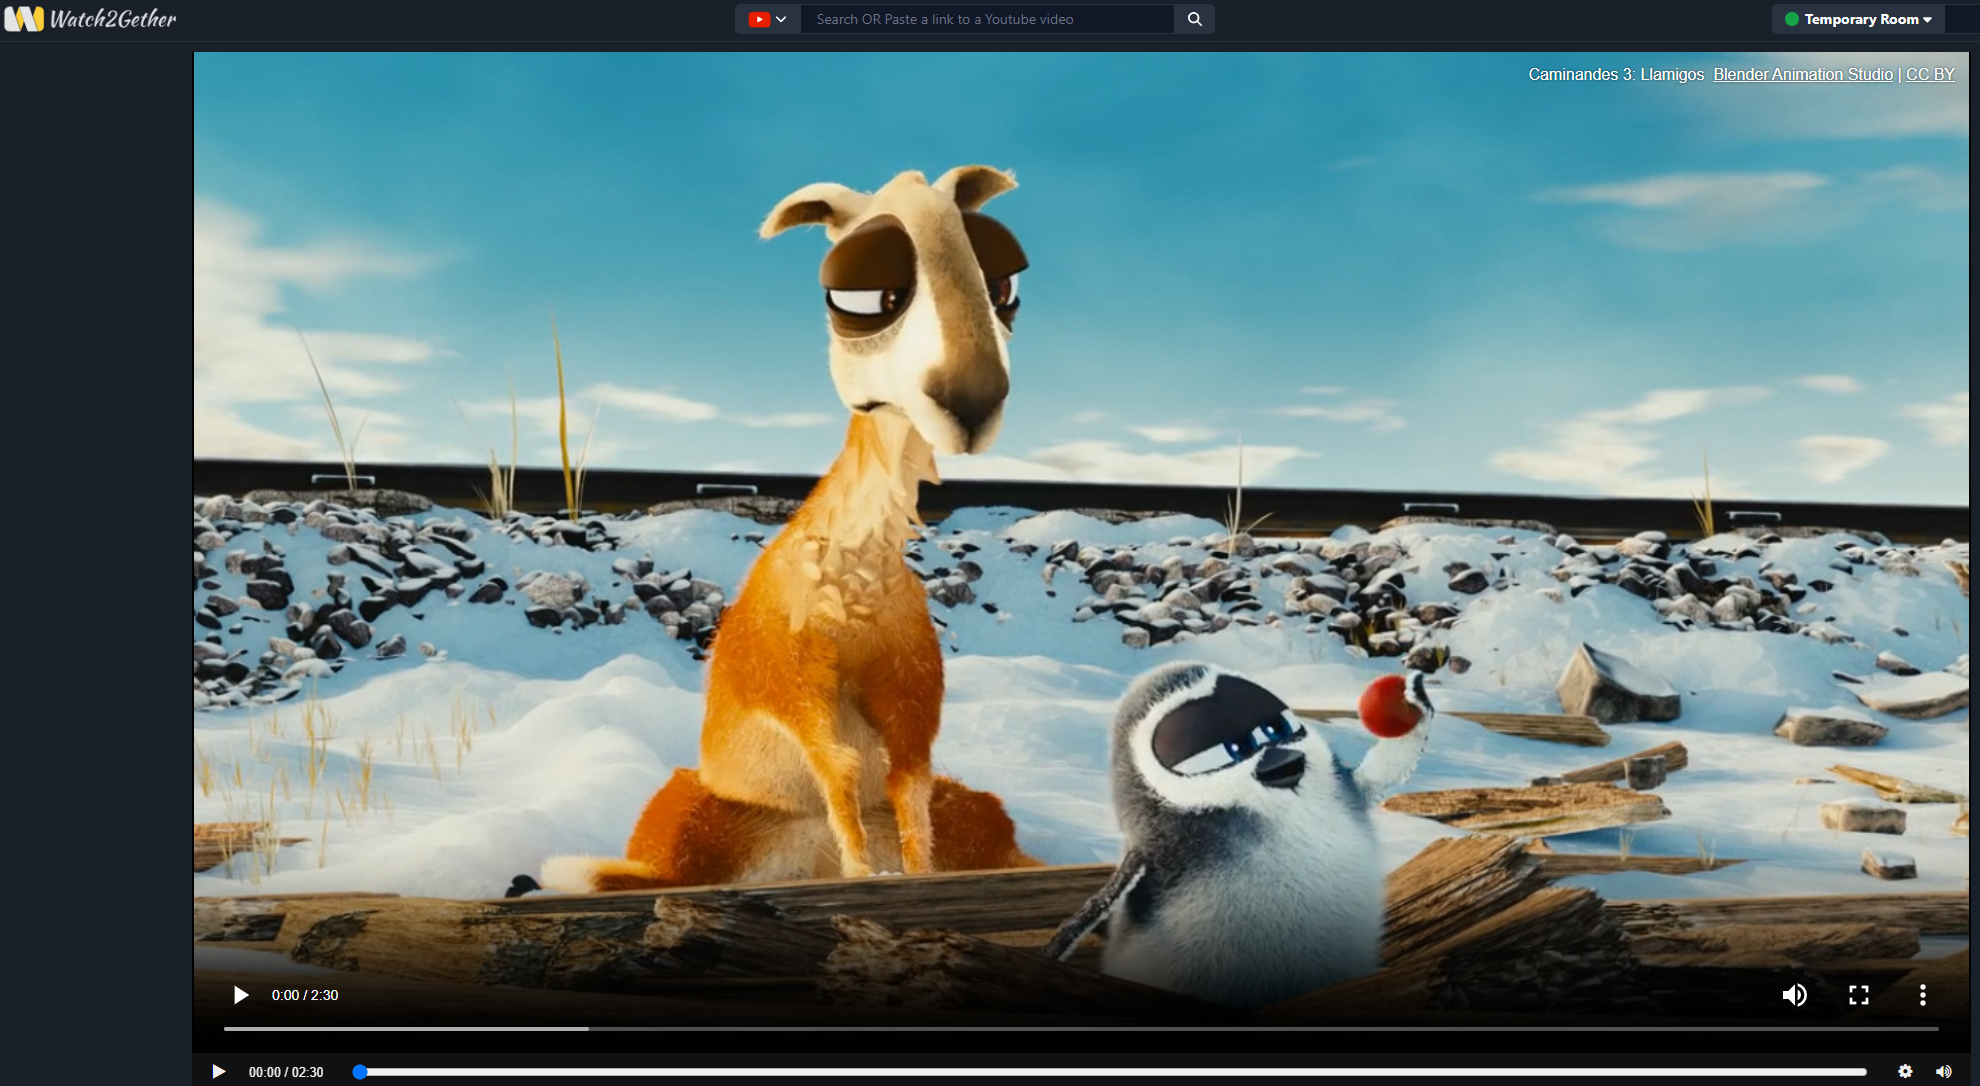 Watch2Gether
Search OR Paste a link to a Youtube video
Temporary Room
Caminandes 3: Llamigos Blender Animation Studio | CC BY
0:00 / 2:30
00:00 / 02:30